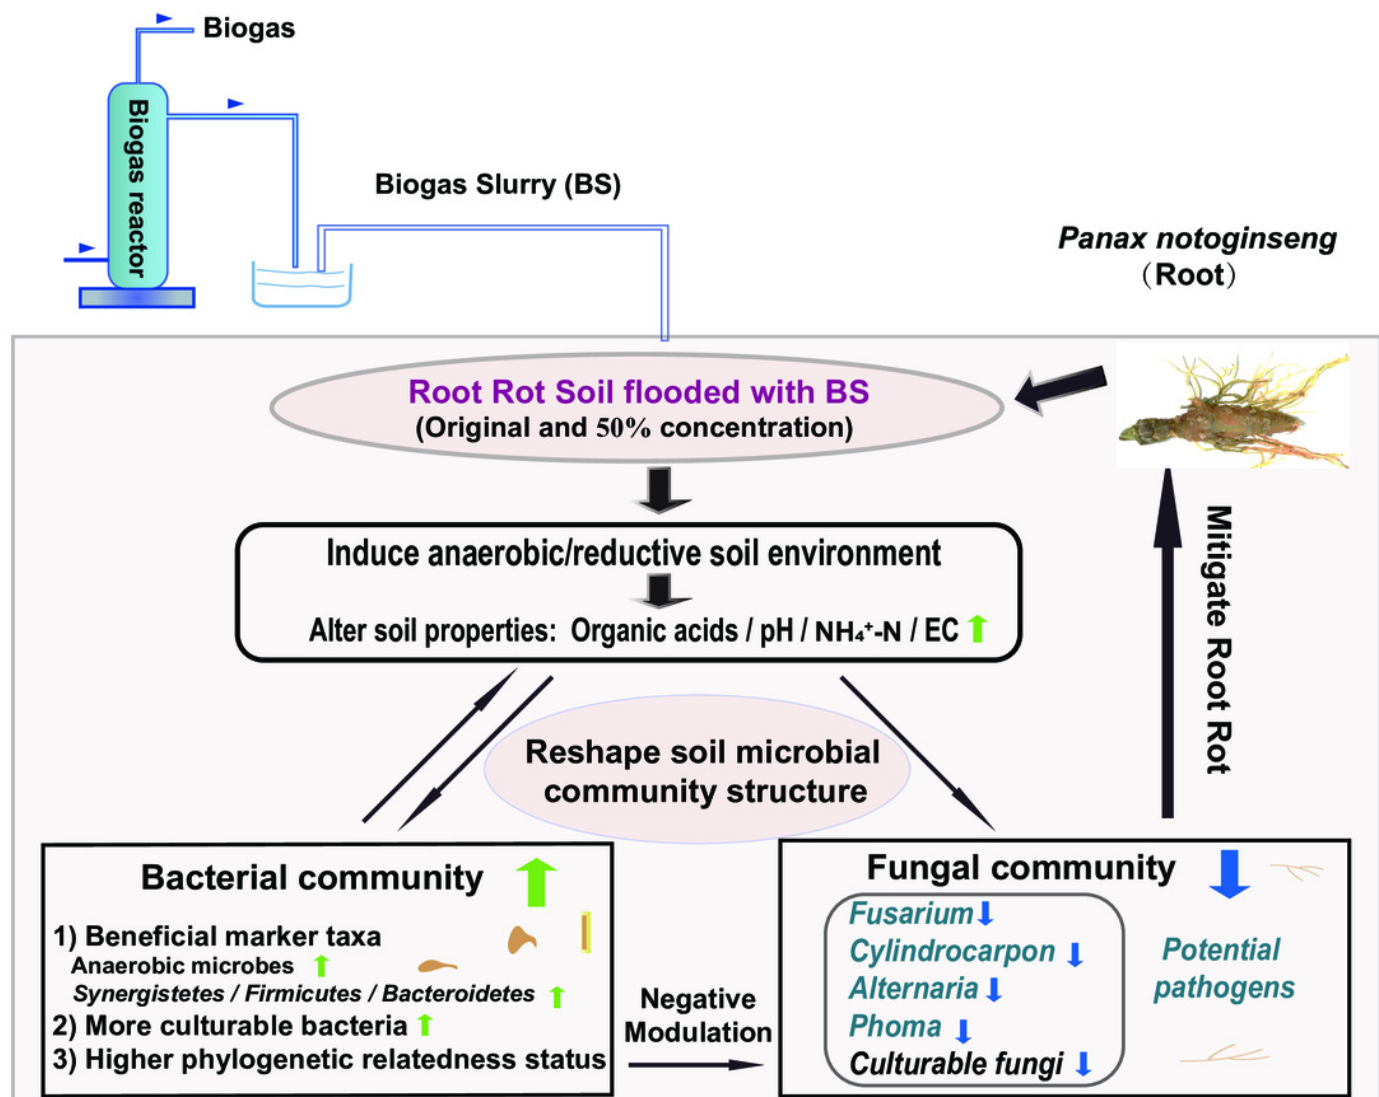 Biogas
Biogas reactor
Biogas Slurry (BS)
Panax notoginseng
(Root)
Root Rot Soil flooded with BS
(Original and 50% concentration)
Induce anaerobic/reductive soil environment
Alter soil properties: Organic acids / pH / NH₄⁺-N / EC
Mitigate Root Rot
Reshape soil microbial
community structure
Bacterial community
1) Beneficial marker taxa
Anaerobic microbes
Synergistetes / Firmicutes / Bacteroidetes
2) More culturable bacteria
3) Higher phylogenetic relatedness status
Negative
Modulation
Fungal community
Fusarium
Cylindrocarpon
Alternaria
Phoma
Culturable fungi
Potential
pathogens